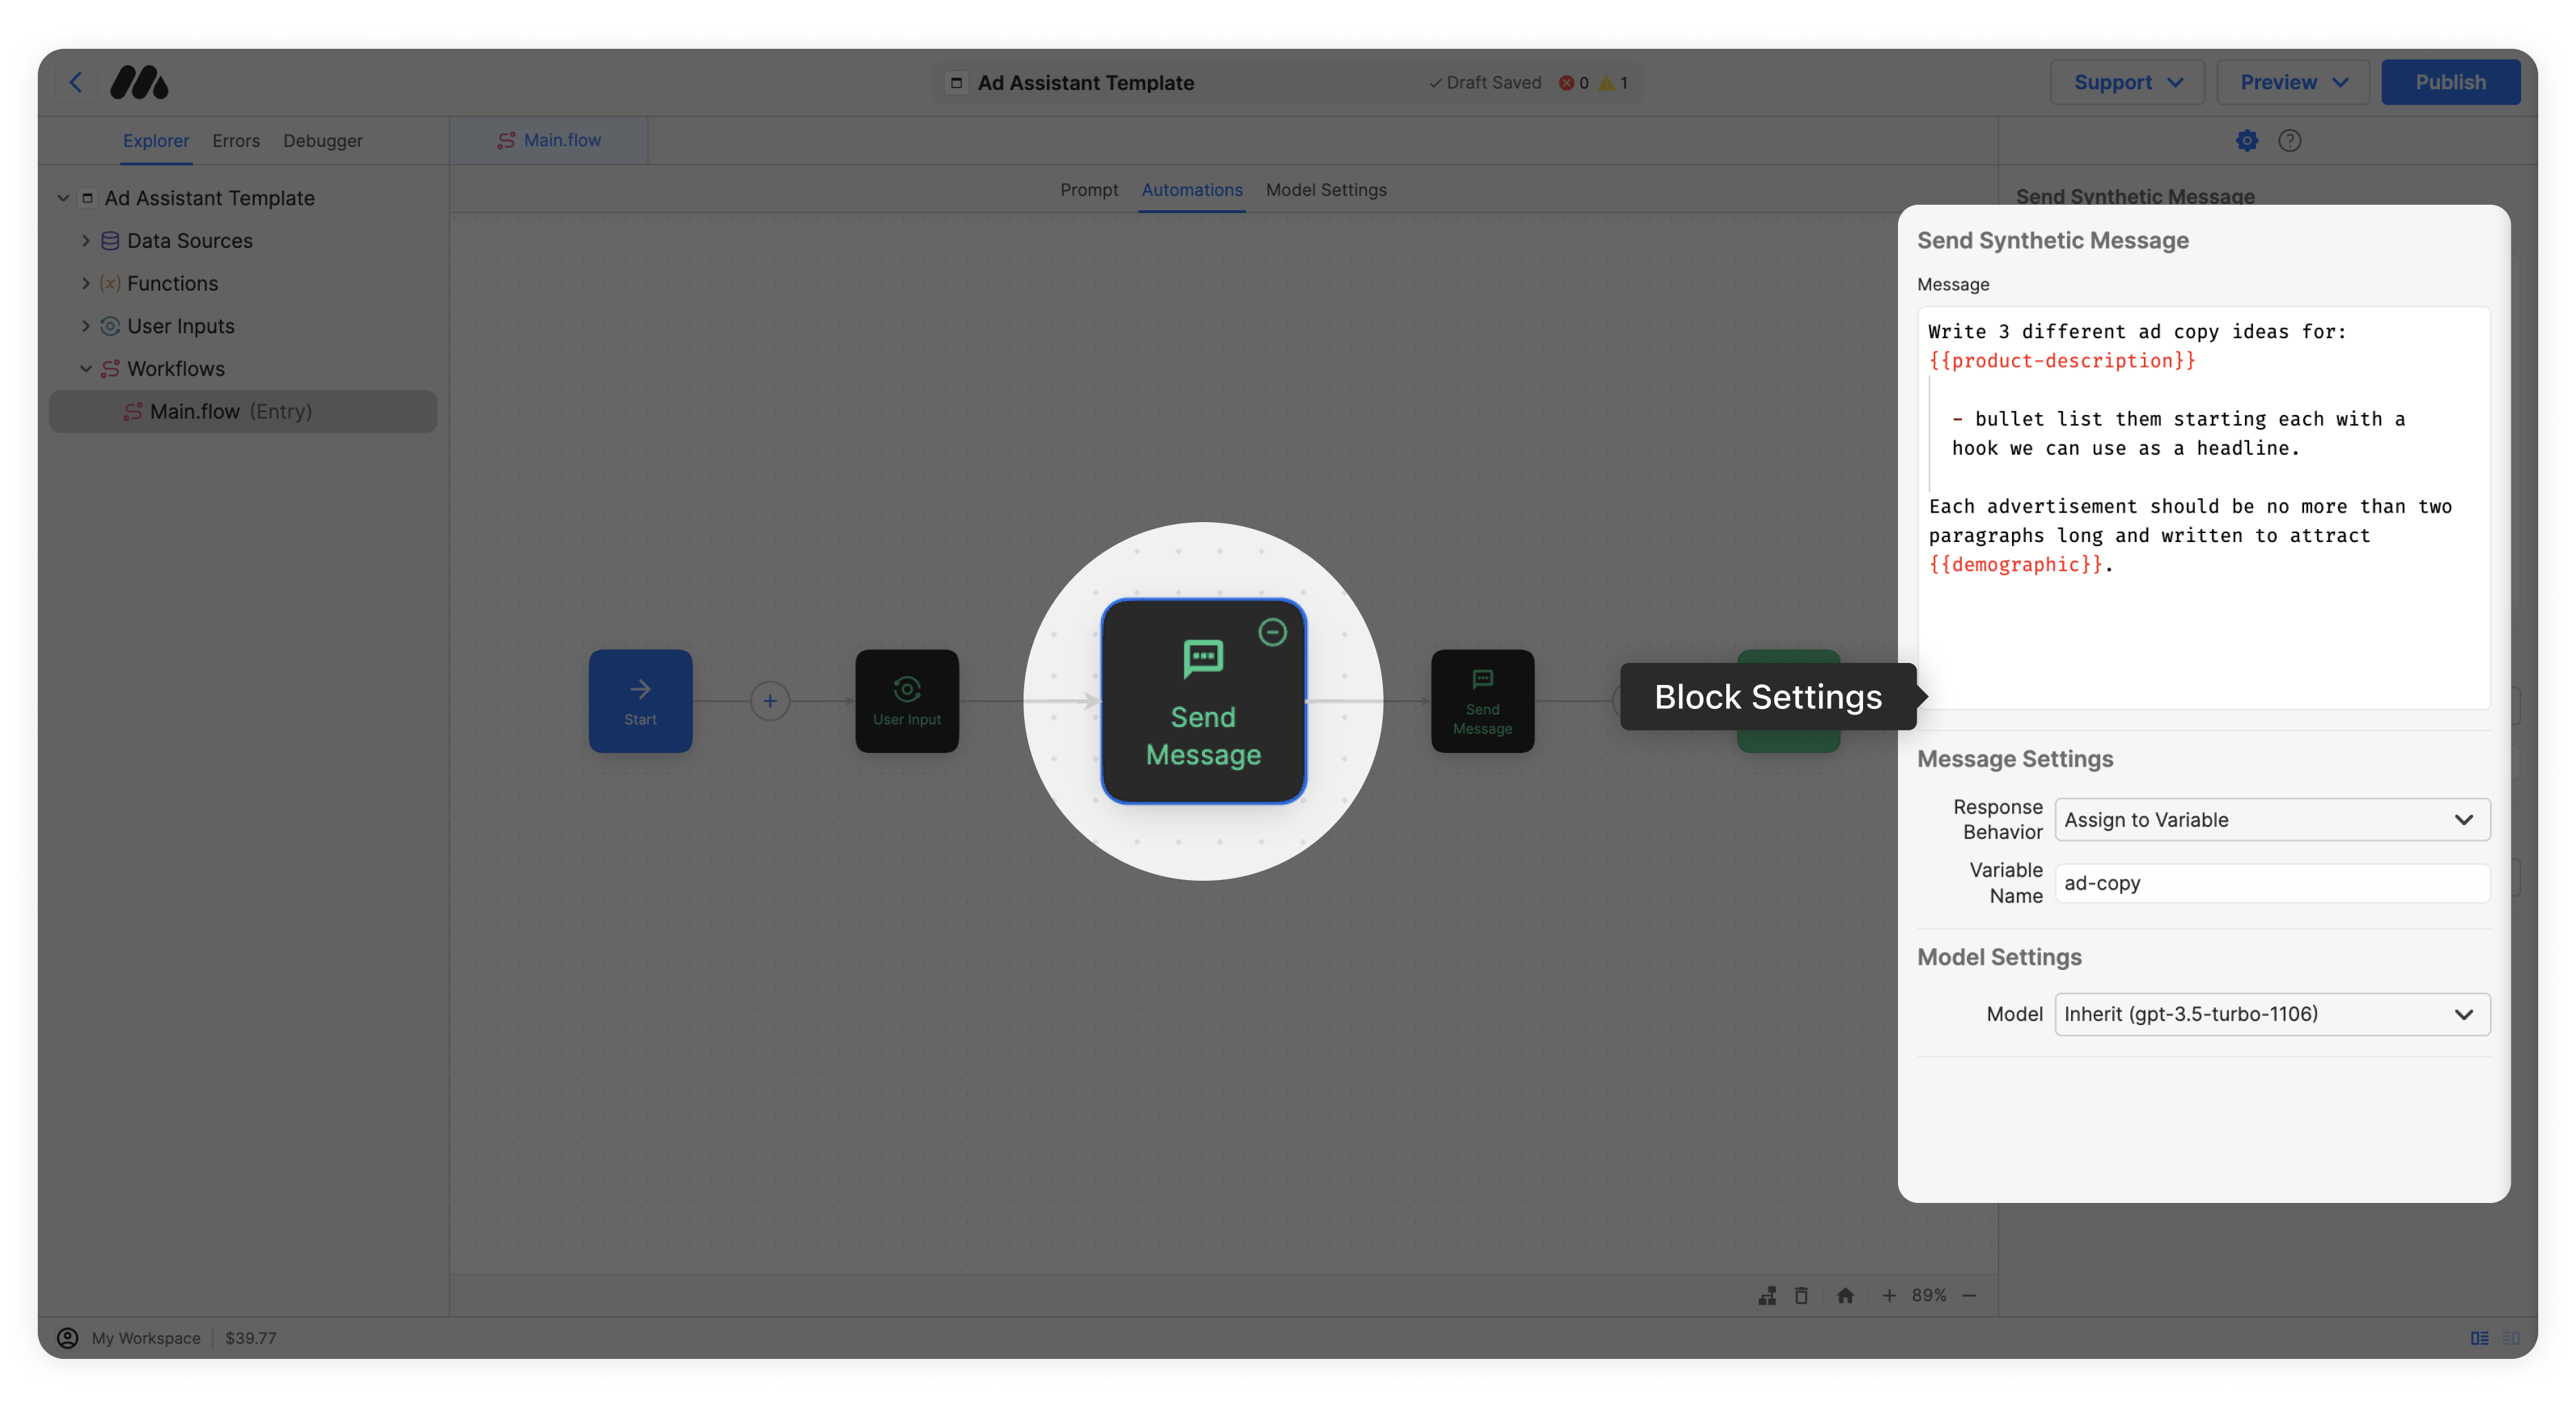 Ad Assistant Template
Draft Saved
0
1
Support
Preview
Publish
Explorer
Errors
Debugger
Main.flow
Ad Assistant Template
Data Sources
Functions
User Inputs
Workflows
Main.flow (Entry)
Prompt
Automations
Model Settings
Send Synthetic Message
Start
User Input
Send
Message
Send
Message
Block Settings
Send Synthetic Message
Message
Write 3 different ad copy ideas for:
{{product-description}}
- bullet list them starting each with a
hook we can use as a headline.
Each advertisement should be no more than two
paragraphs long and written to attract
{{demographic}}.
Message Settings
Response
Behavior
Assign to Variable
Variable
Name
ad-copy
Model Settings
Model
Inherit (gpt-3.5-turbo-1106)
89%
My Workspace
$39.77